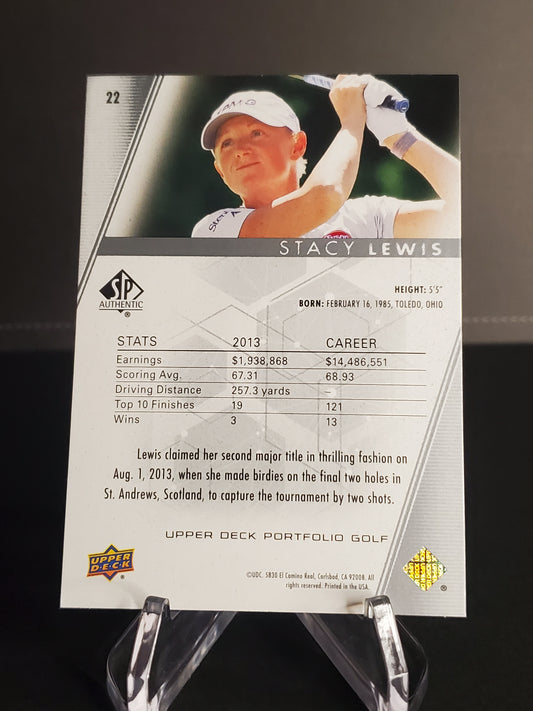 22
STACY LEWIS
SP
AUTHENTIC
®
HEIGHT: 5'5"
BORN: FEBRUARY 16, 1985, TOLEDO, OHIO
STATS 2013 CAREER
Earnings $1,938,868 $14,486,551
Scoring Avg. 67.31 68.93
Driving Distance 257.3 yards –
Top 10 Finishes 19 121
Wins 3 13
Lewis claimed her second major title in thrilling fashion on
Aug. 1, 2013, when she made birdies on the final two holes in
St. Andrews, Scotland, to capture the tournament by two shots.
UPPER DECK PORTFOLIO GOLF
UPPER
DECK
®
©UDC. 5830 El Camino Real, Carlsbad, CA 92008. All
rights reserved. Printed in the USA.
®